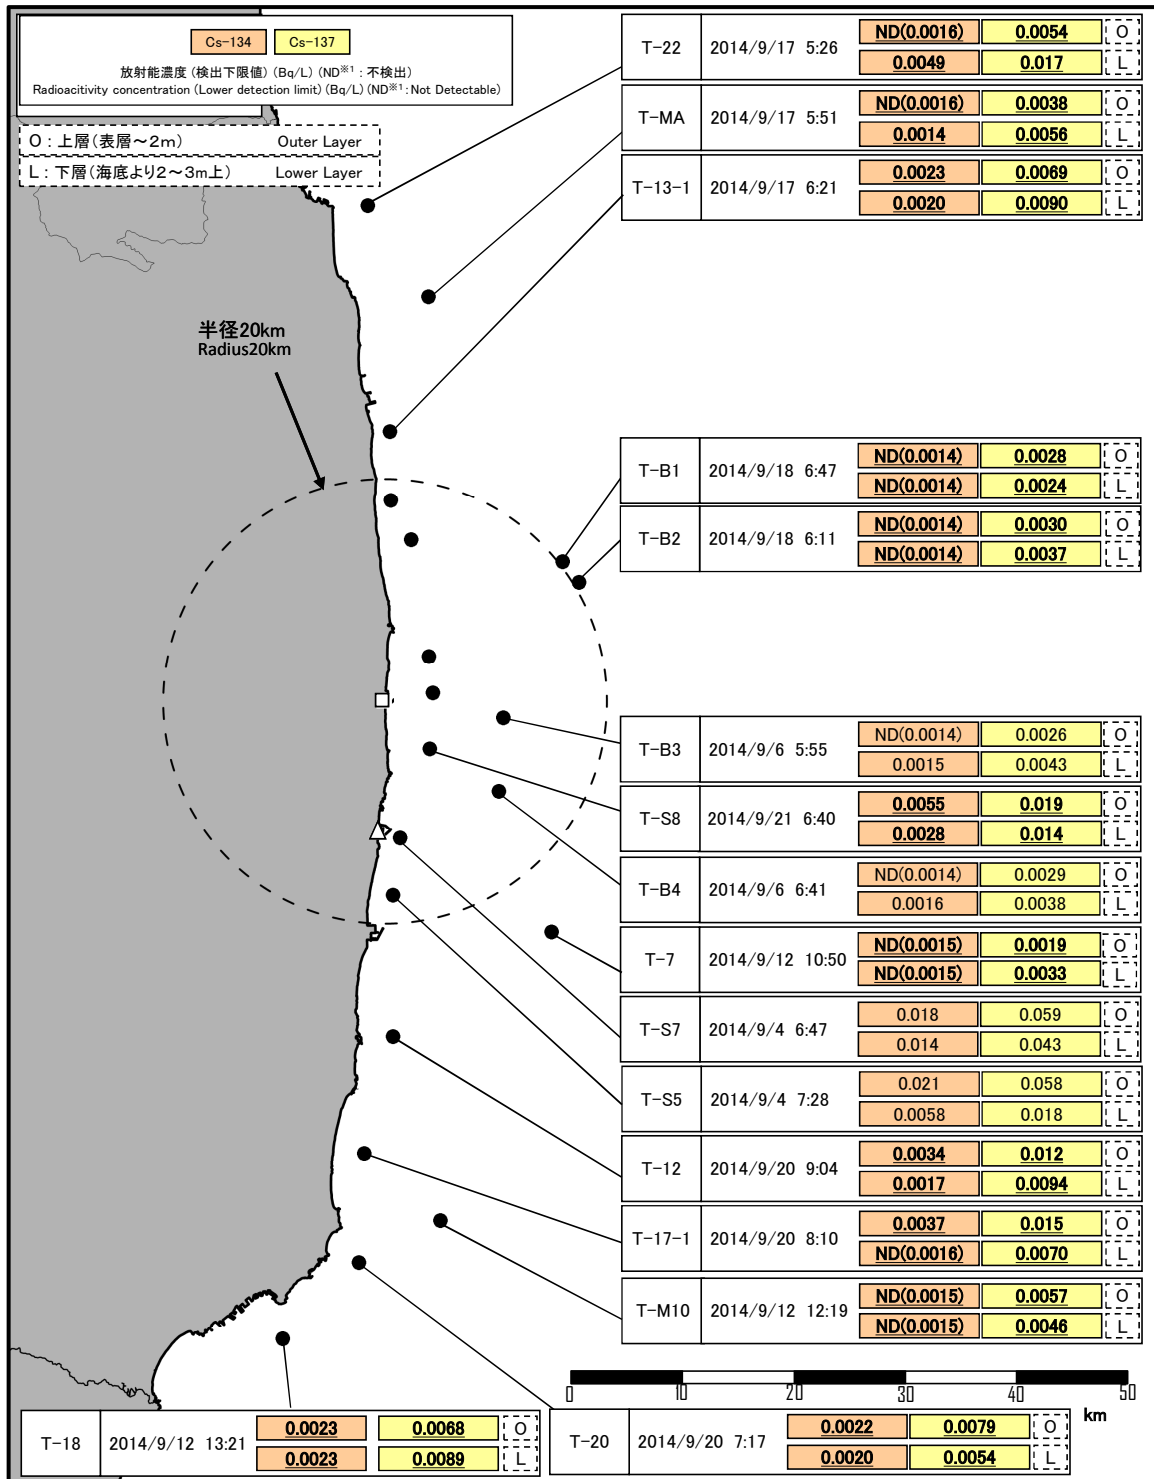 Cs-134 Cs-137
放射能濃度 (検出下限値) (Bq/L) (ND※1 : 不検出)
Radioacitivity concentration (Lower detection limit) (Bq/L) (ND※1 : Not Detectable)
O : 上層(表層～2m) Outer Layer
L : 下層(海底より2～3m上) Lower Layer
半径20km
Radius20km
T-22 2014/9/17 5:26 ND(0.0016) 0.0054 O
0.0049 0.017 L
T-MA 2014/9/17 5:51 ND(0.0016) 0.0038 O
0.0014 0.0056 L
T-13-1 2014/9/17 6:21 0.0023 0.0069 O
0.0020 0.0090 L
T-B1 2014/9/18 6:47 ND(0.0014) 0.0028 O
ND(0.0014) 0.0024 L
T-B2 2014/9/18 6:11 ND(0.0014) 0.0030 O
ND(0.0014) 0.0037 L
T-B3 2014/9/6 5:55 ND(0.0014) 0.0026 O
0.0015 0.0043 L
T-S8 2014/9/21 6:40 0.0055 0.019 O
0.0028 0.014 L
T-B4 2014/9/6 6:41 ND(0.0014) 0.0029 O
0.0016 0.0038 L
T-7 2014/9/12 10:50 ND(0.0015) 0.0019 O
ND(0.0015) 0.0033 L
T-S7 2014/9/4 6:47 0.018 0.059 O
0.014 0.043 L
T-S5 2014/9/4 7:28 0.021 0.058 O
0.0058 0.018 L
T-12 2014/9/20 9:04 0.0034 0.012 O
0.0017 0.0094 L
T-17-1 2014/9/20 8:10 0.0037 0.015 O
ND(0.0016) 0.0070 L
T-M10 2014/9/12 12:19 ND(0.0015) 0.0057 O
ND(0.0015) 0.0046 L
0 10 20 30 40 50
km
T-18 2014/9/12 13:21 0.0023 0.0068 O
0.0023 0.0089 L
T-20 2014/9/20 7:17 0.0022 0.0079 O
0.0020 0.0054 L